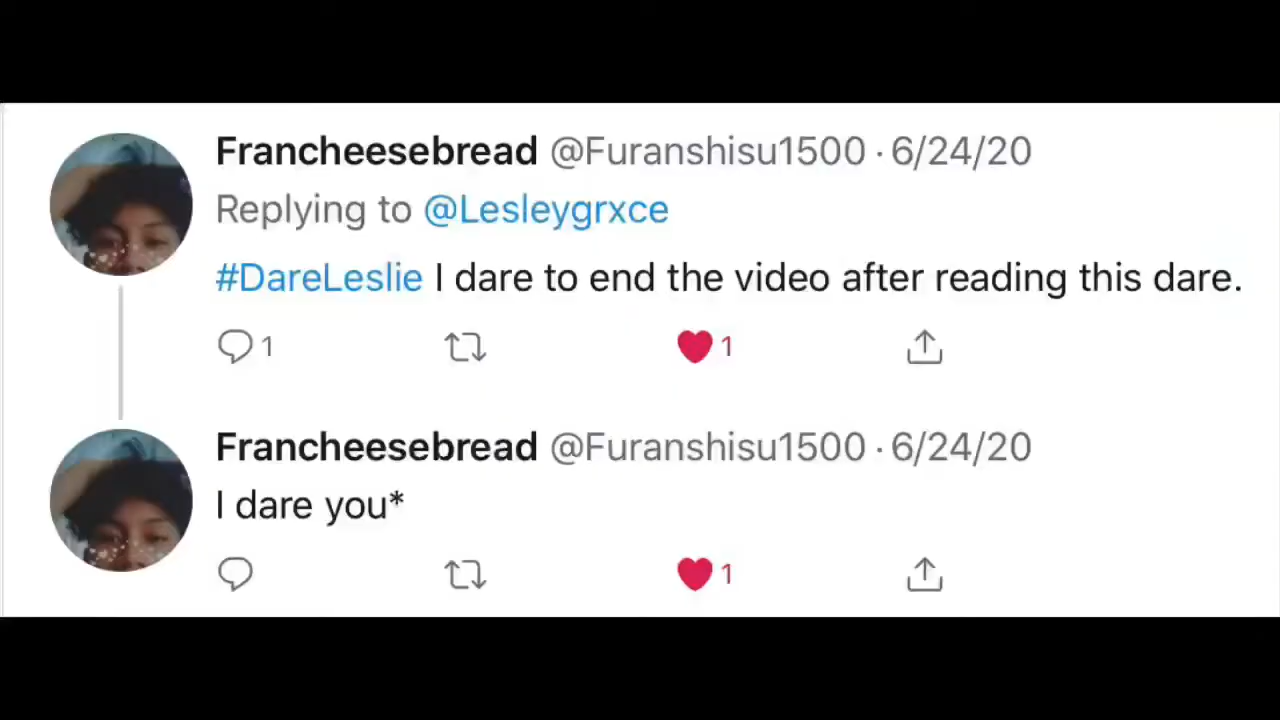 Francheesebread @Furanshisu1500 · 6/24/20
Replying to @Lesleygrxce
#DareLeslie I dare to end the video after reading this dare.
1 1
Francheesebread @Furanshisu1500 · 6/24/20
I dare you*
1